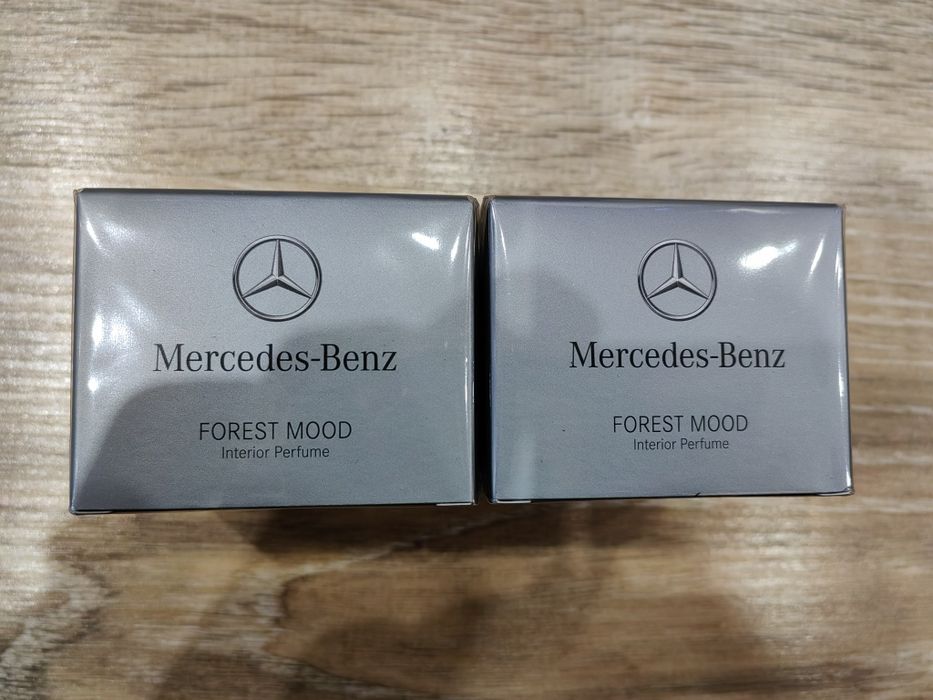 Mercedes-Benz
FOREST MOOD
Interior Perfume
Mercedes-Benz
FOREST MOOD
Interior Perfume